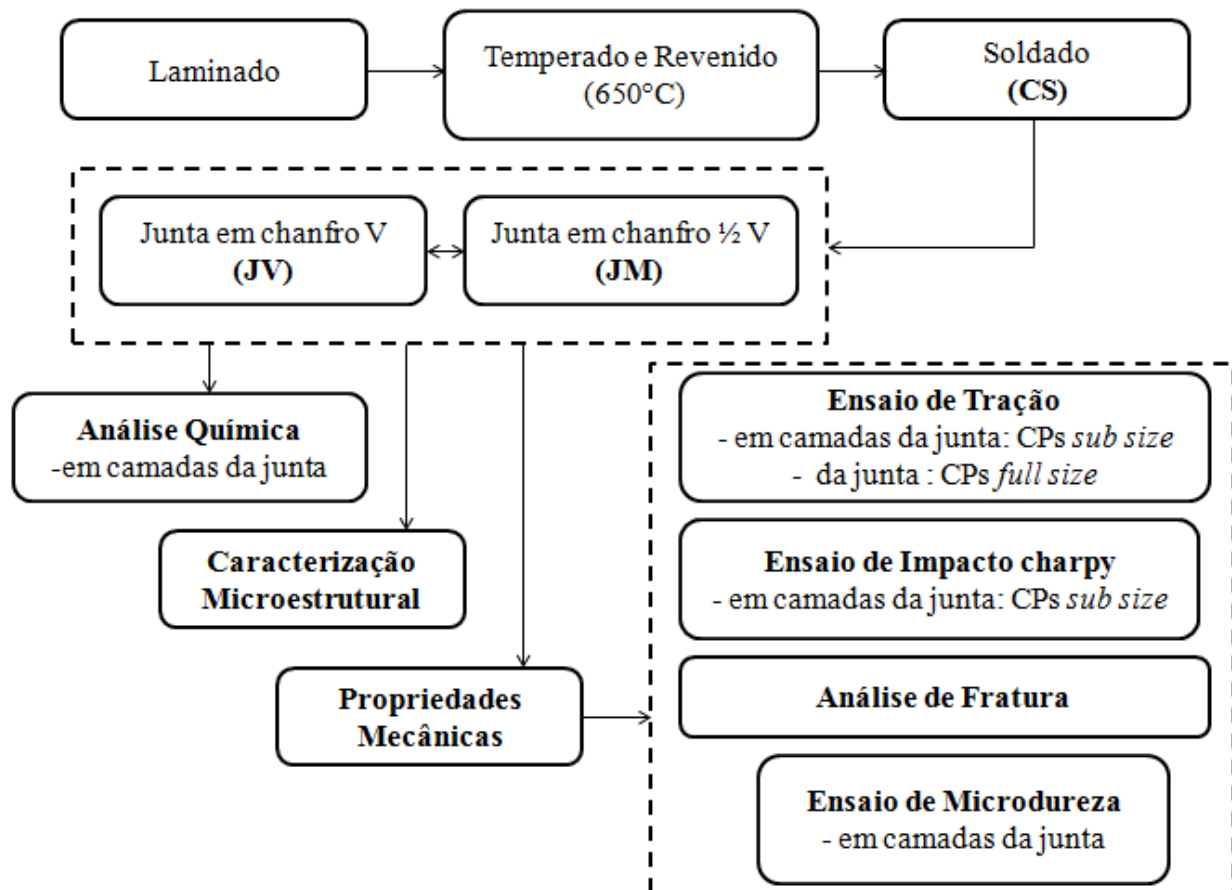 Laminado
Temperado e Revenido
(650°C)
Soldado
(CS)
Junta em chanfro V
(JV)
Junta em chanfro ½ V
(JM)
Análise Química
-em camadas da junta
Caracterização
Microestrutural
Propriedades
Mecânicas
Ensaio de Tração
- em camadas da junta: CPs sub size
- da junta : CPs full size
Ensaio de Impacto charpy
- em camadas da junta: CPs sub size
Análise de Fratura
Ensaio de Microdureza
- em camadas da junta